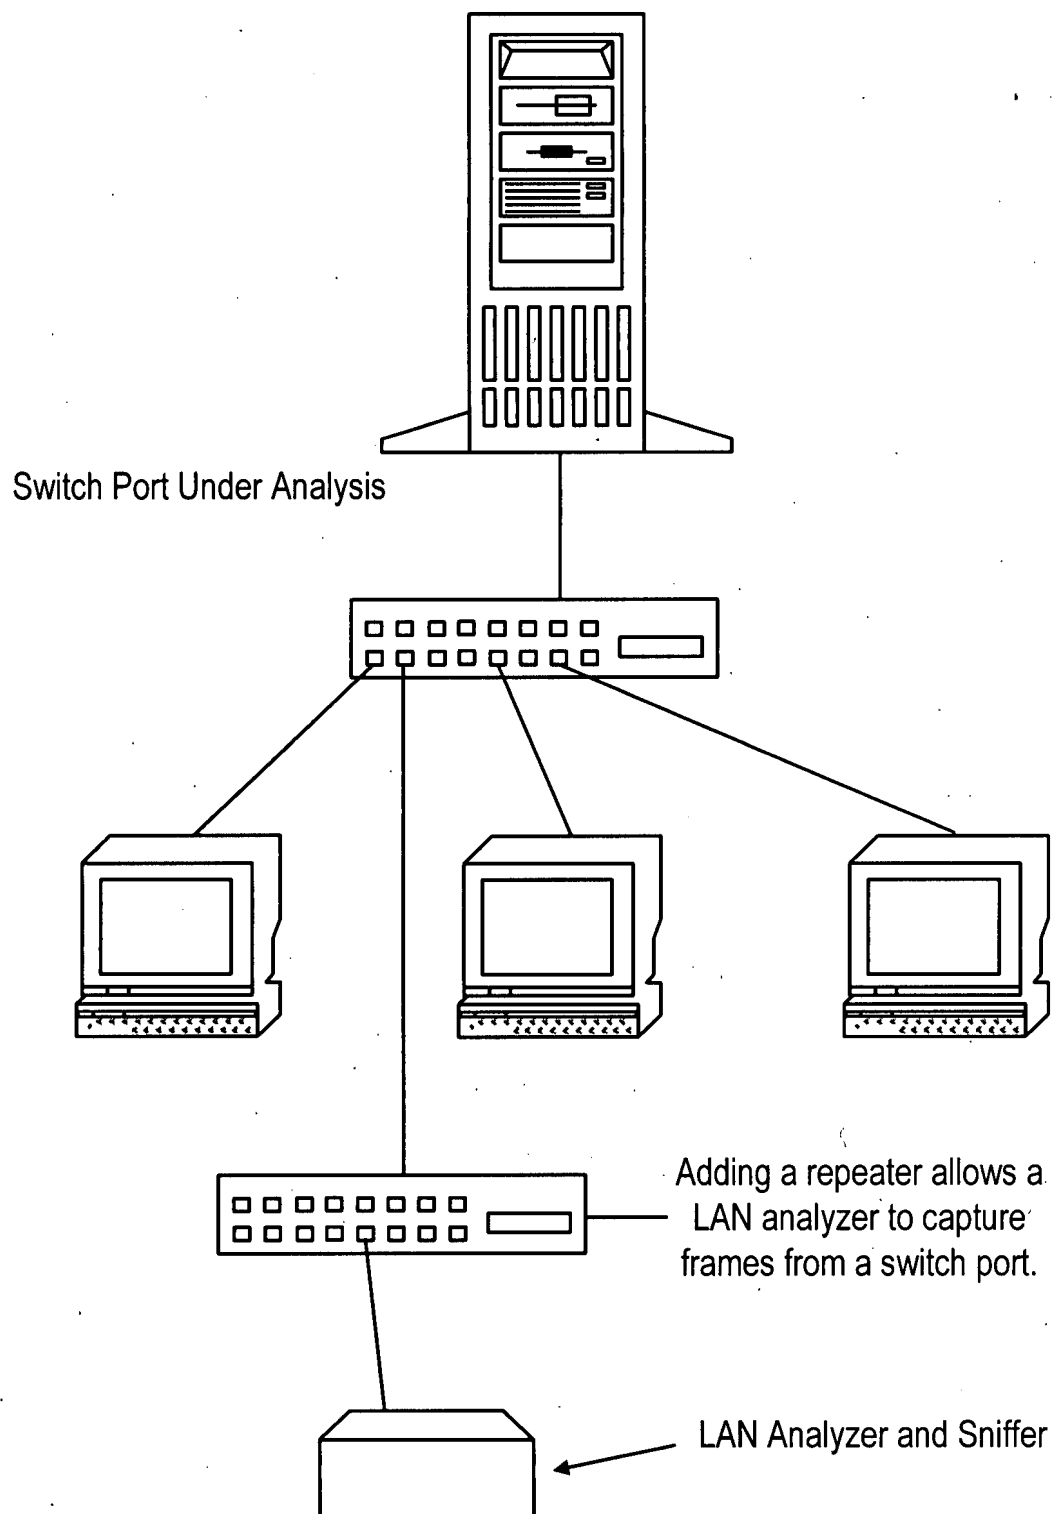 Switch Port Under Analysis
Adding a repeater allows a
LAN analyzer to capture
frames from a switch port.
LAN Analyzer and Sniffer